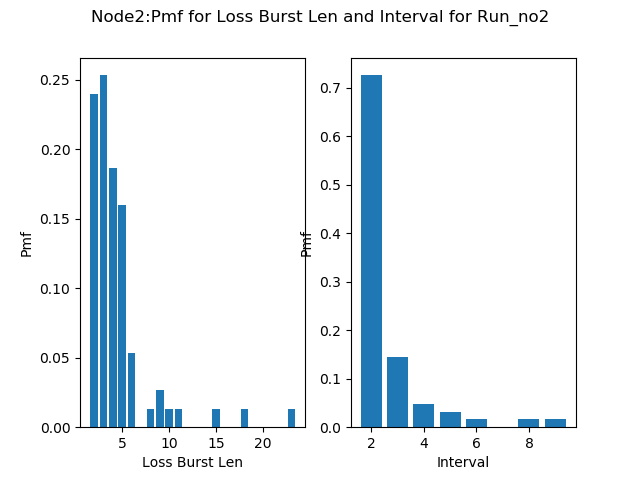 Node2:Pmf for Loss Burst Len and Interval for Run_no2
0.25
0.20
0.15
0.10
0.05
0.00
Pmf
5 10 15 20
Loss Burst Len
0.7
0.6
0.5
0.4
0.3
0.2
0.1
0.0
Pmf
2 4 6 8
Interval